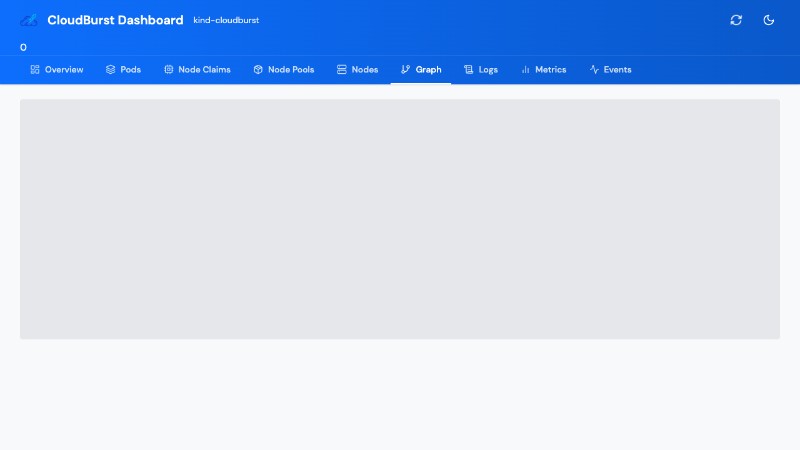 CloudBurst Dashboard kind-cloudburst
0
Overview Pods Node Claims Node Pools Nodes Graph Logs Metrics Events